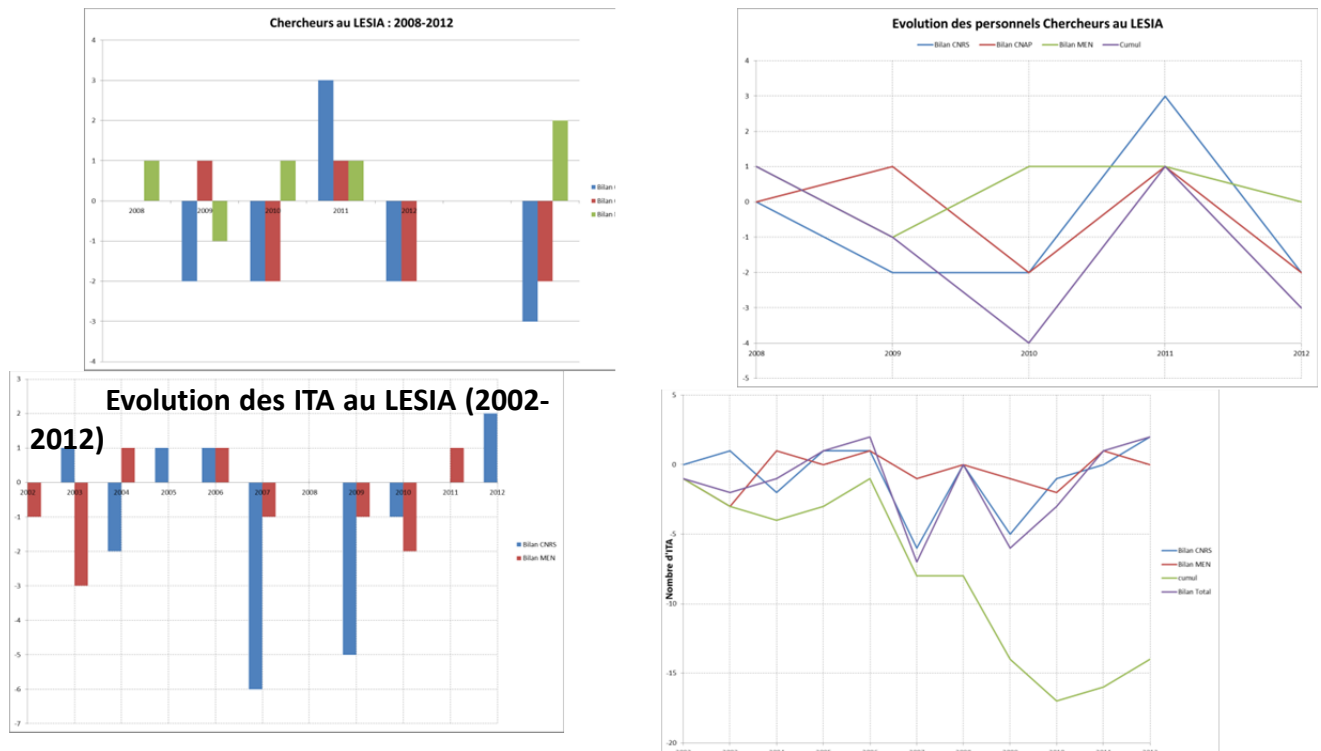 Chercheurs au LESIA : 2008-2012
4
3
2
1
0
-1
-2
-3
-4
2008
2009
2010
2011
2012
Bilan
Bilan
Bilan
Evolution des personnels Chercheurs au LESIA
Bilan CNRS Bilan CNAP Bilan MEN Cumul
4
3
2
1
0
-1
-2
-3
-4
-5
2008 2009 2010 2011 2012
Evolution des ITA au LESIA (2002-
2012)
3
2
1
0
-1
-2
-3
-4
-5
-6
-7
2002 2003 2004 2005 2006 2007 2008 2009 2010 2011 2012
Bilan CNRS
Bilan MEN
5
0
-5
-10
-15
-20
Nombre d'ITA
Bilan CNRS
Bilan MEN
cumul
Bilan Total